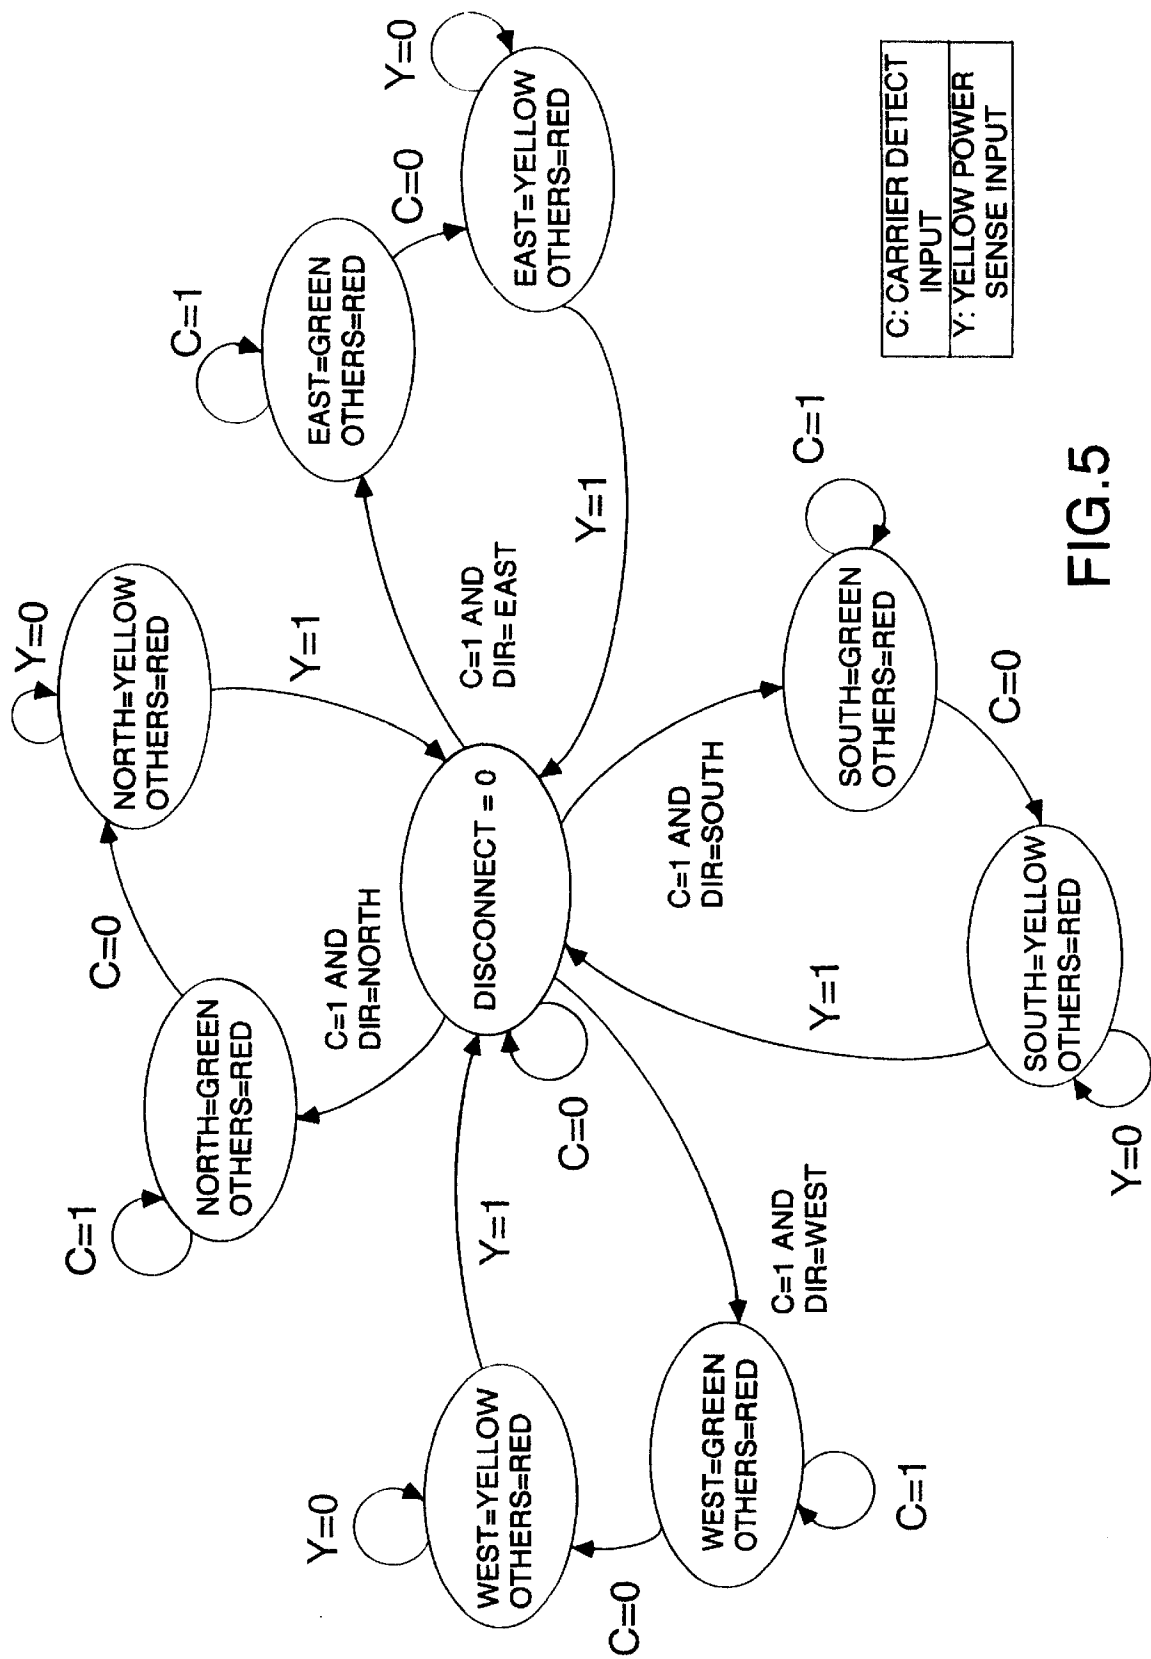 C=1
NORTH=GREEN
OTHERS=RED
C=0
NORTH=YELLOW
OTHERS=RED
Y=0
Y=1
C=1 AND
DIR=NORTH
C=1
EAST=GREEN
OTHERS=RED
C=0
Y=0
EAST=YELLOW
OTHERS=RED
C=1 AND
DIR=EAST
Y=1
DISCONNECT = 0
C=0
Y=0
WEST=YELLOW
OTHERS=RED
Y=1
C=0
WEST=GREEN
OTHERS=RED
C=1
C=1 AND
DIR=WEST
C=1 AND
DIR=SOUTH
SOUTH=GREEN
OTHERS=RED
C=1
C=0
Y=1
SOUTH=YELLOW
OTHERS=RED
Y=0
C: CARRIER DETECT
INPUT
Y: YELLOW POWER
SENSE INPUT
FIG.5